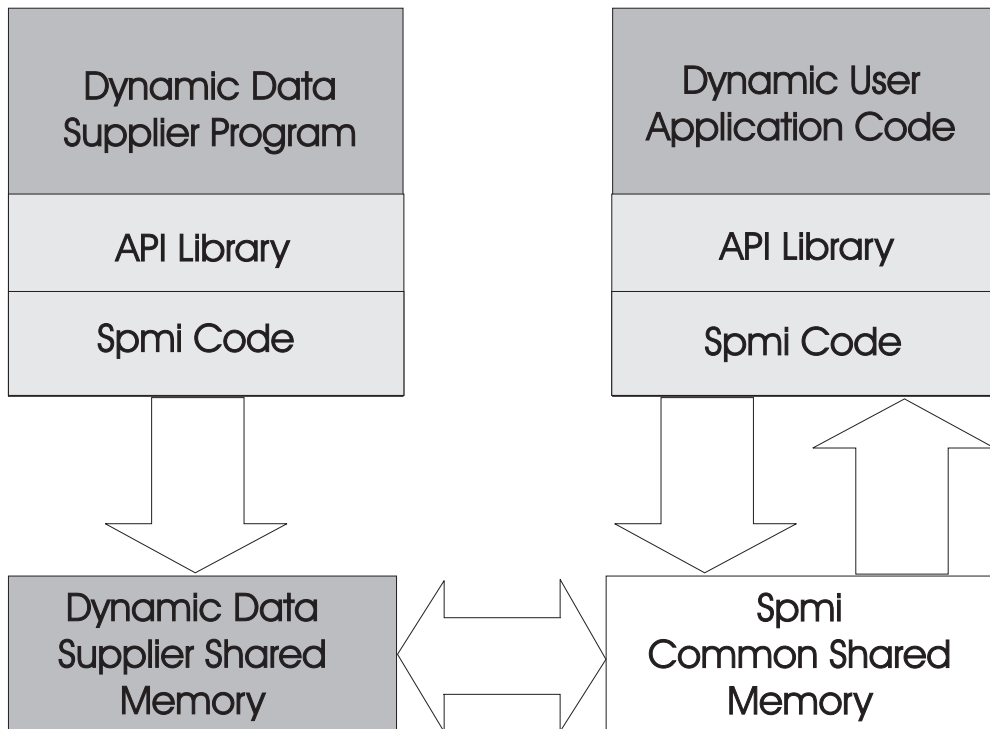 Dynamic Data
Supplier Program
API Library
Spmi Code
Dynamic User
Application Code
API Library
Spmi Code
Dynamic Data
Supplier Shared
Memory
Spmi
Common Shared
Memory